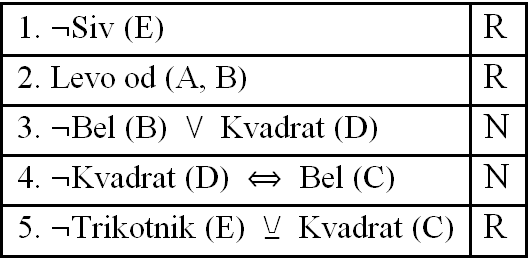 1. ¬Siv (E) R
2. Levo od (A, B) R
3. ¬Bel (B) ∨ Kvadrat (D) N
4. ¬Kvadrat (D) ⇔ Bel (C) N
5. ¬Trikotnik (E) ⊻ Kvadrat (C) R